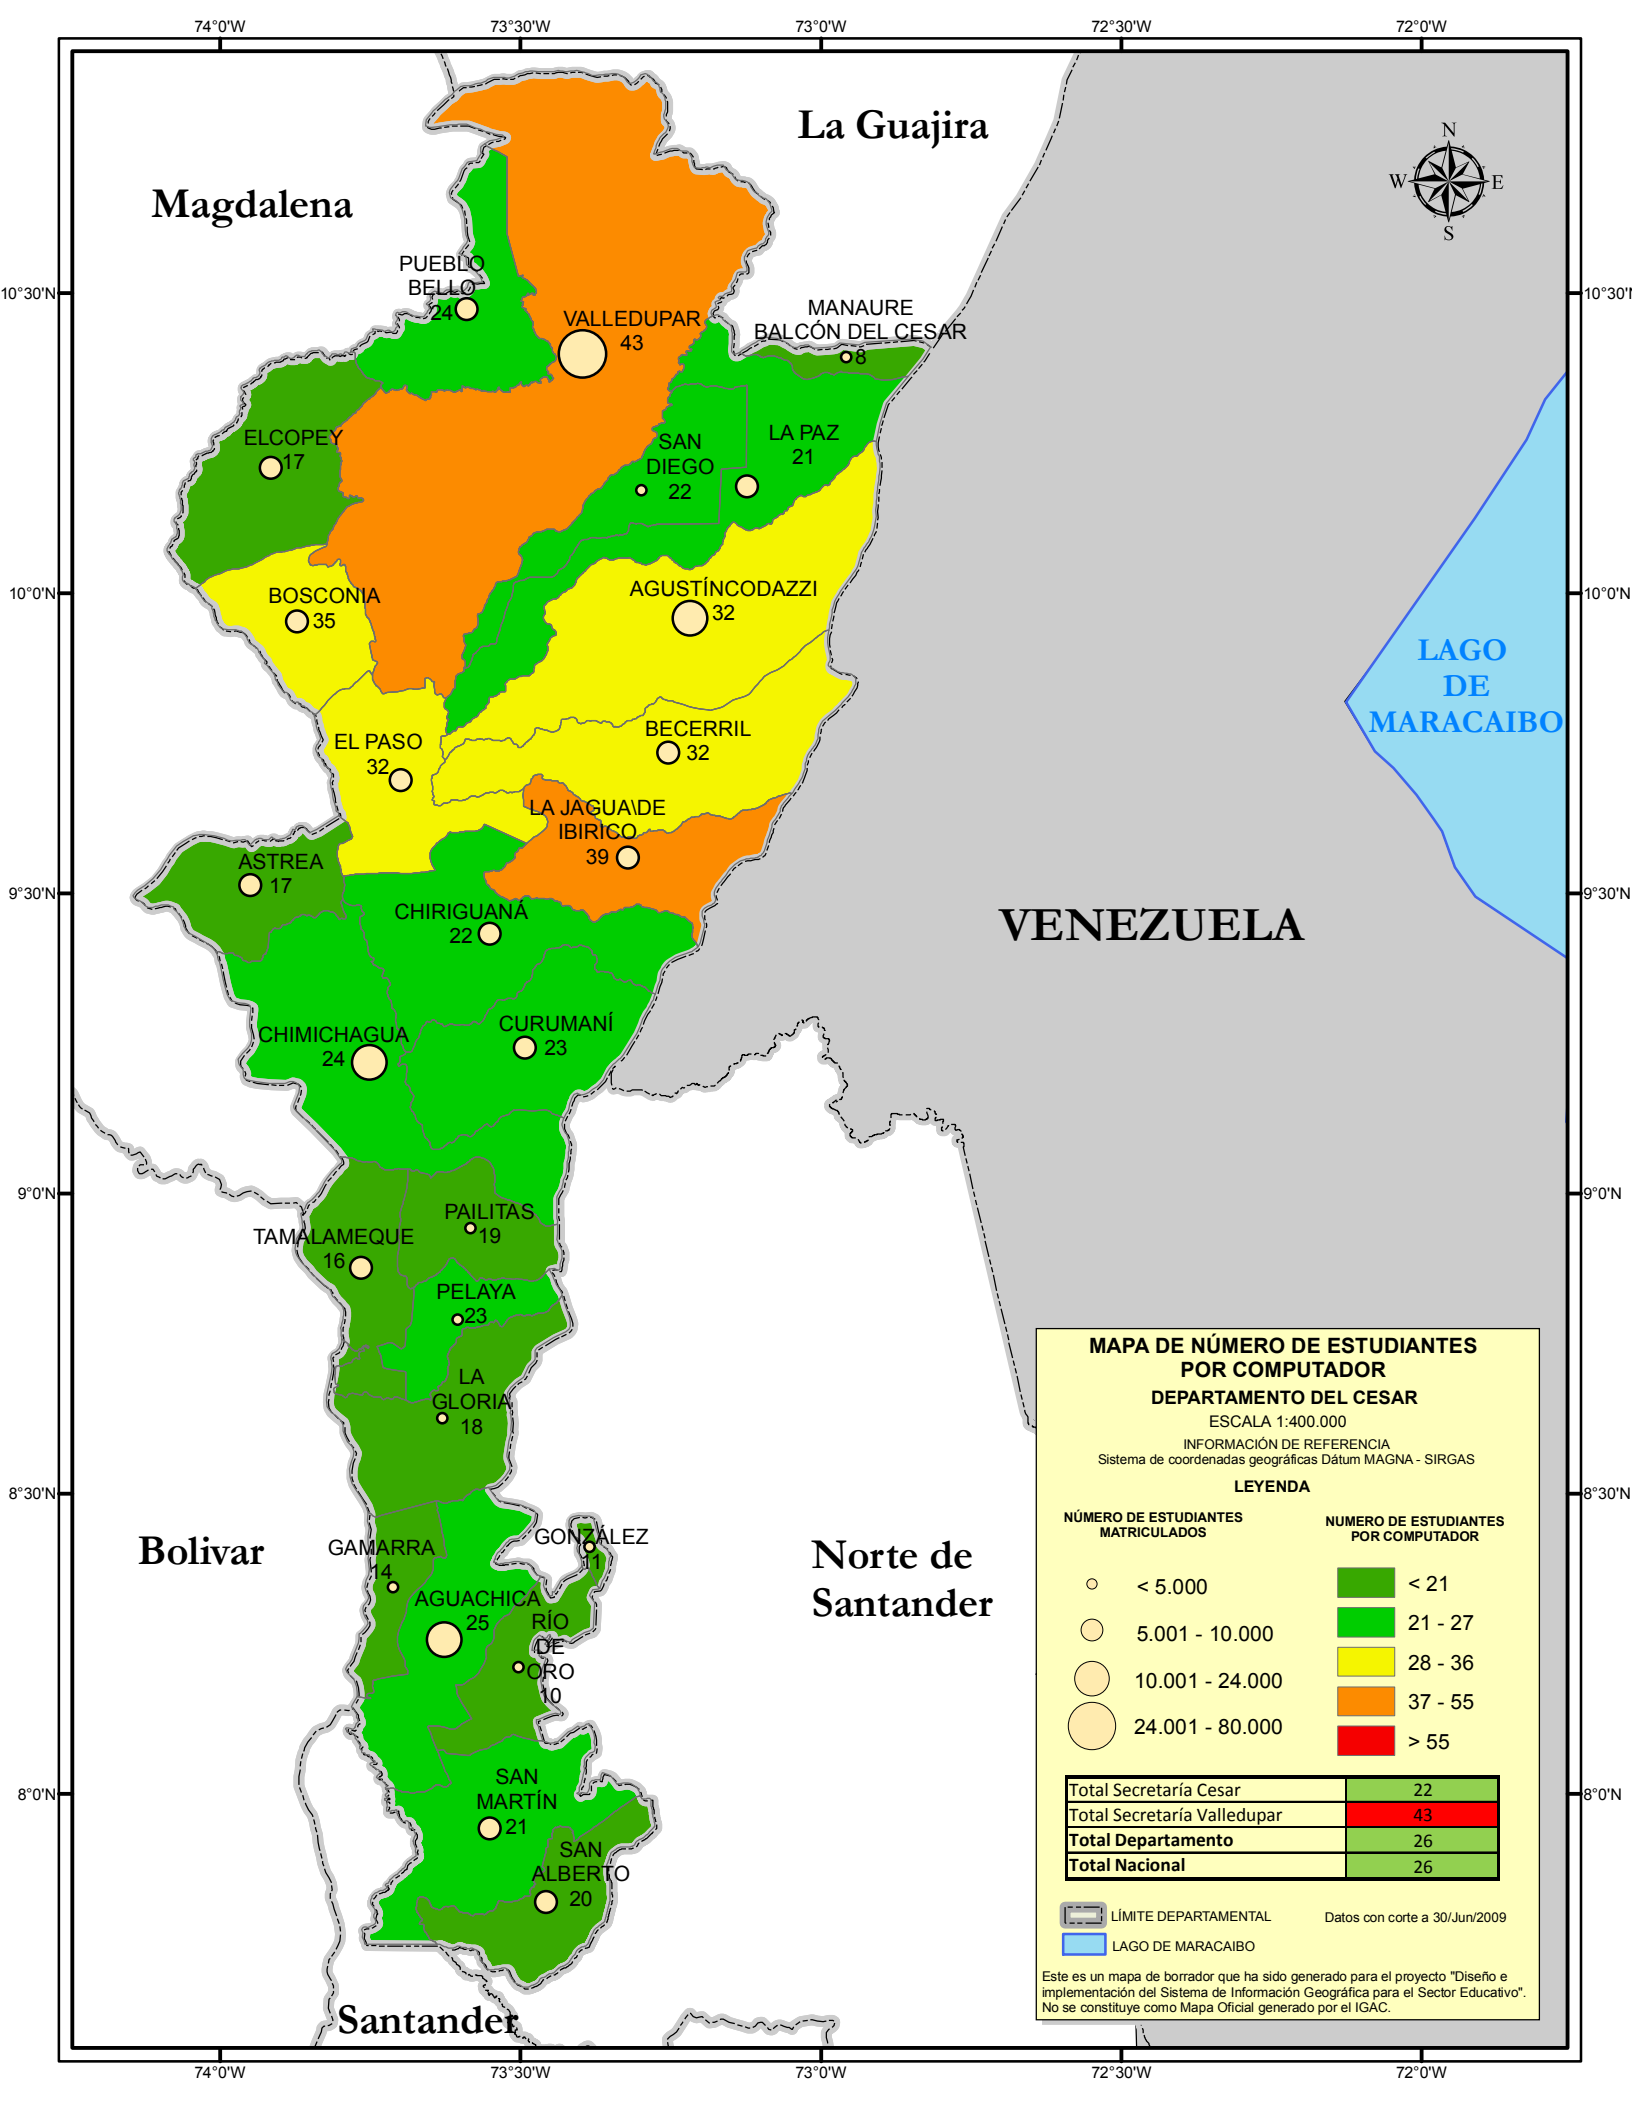 74°0'W
73°30'W
73°0'W
72°30'W
72°0'W
La Guajira
N
W
E
S
Magdalena
PUEBLO
BELLO
24
10°30'N
10°30'N
MANAURE
BALCÓN DEL CESAR
8
VALLEDUPAR
43
ELCOPEY
17
SAN
DIEGO
22
LA PAZ
21
10°0'N
10°0'N
BOSCONIA
35
AGUSTÍNCODAZZI
32
LAGO
DE
MARACAIBO
EL PASO
32
BECERRIL
32
LA JAGUA\DE
IBIRICO
39
ASTREA
17
9°30'N
9°30'N
CHIRIGUANÁ
22
VENEZUELA
CHIMICHAGUA
24
CURUMANÍ
23
9°0'N
9°0'N
PAILITAS
19
TAMALAMEQUE
16
PELAYA
23
LA
GLORIA
18
8°30'N
8°30'N
Bolivar
GAMARRA
14
GONZÁLEZ
11
Norte de
Santander
AGUACHICA
25
RÍO
DE
ORO
10
8°0'N
8°0'N
SAN
MARTÍN
21
SAN
ALBERTO
20
Santander
MAPA DE NÚMERO DE ESTUDIANTES
POR COMPUTADOR
DEPARTAMENTO DEL CESAR
ESCALA 1:400.000
INFORMACIÓN DE REFERENCIA
Sistema de coordenadas geográficas Dátum MAGNA - SIRGAS
LEYENDA
NÚMERO DE ESTUDIANTES
MATRICULADOS
< 5.000
5.001 - 10.000
10.001 - 24.000
24.001 - 80.000
NUMERO DE ESTUDIANTES
POR COMPUTADOR
< 21
21 - 27
28 - 36
37 - 55
> 55
Total Secretaría Cesar 22
Total Secretaría Valledupar 43
Total Departamento 26
Total Nacional 26
LÍMITE DEPARTAMENTAL
Datos con corte a 30/Jun/2009
LAGO DE MARACAIBO
Este es un mapa de borrador que ha sido generado para el proyecto "Diseño e
implementación del Sistema de Información Geográfica para el Sector Educativo".
No se constituye como Mapa Oficial generado por el IGAC.
74°0'W
73°30'W
73°0'W
72°30'W
72°0'W